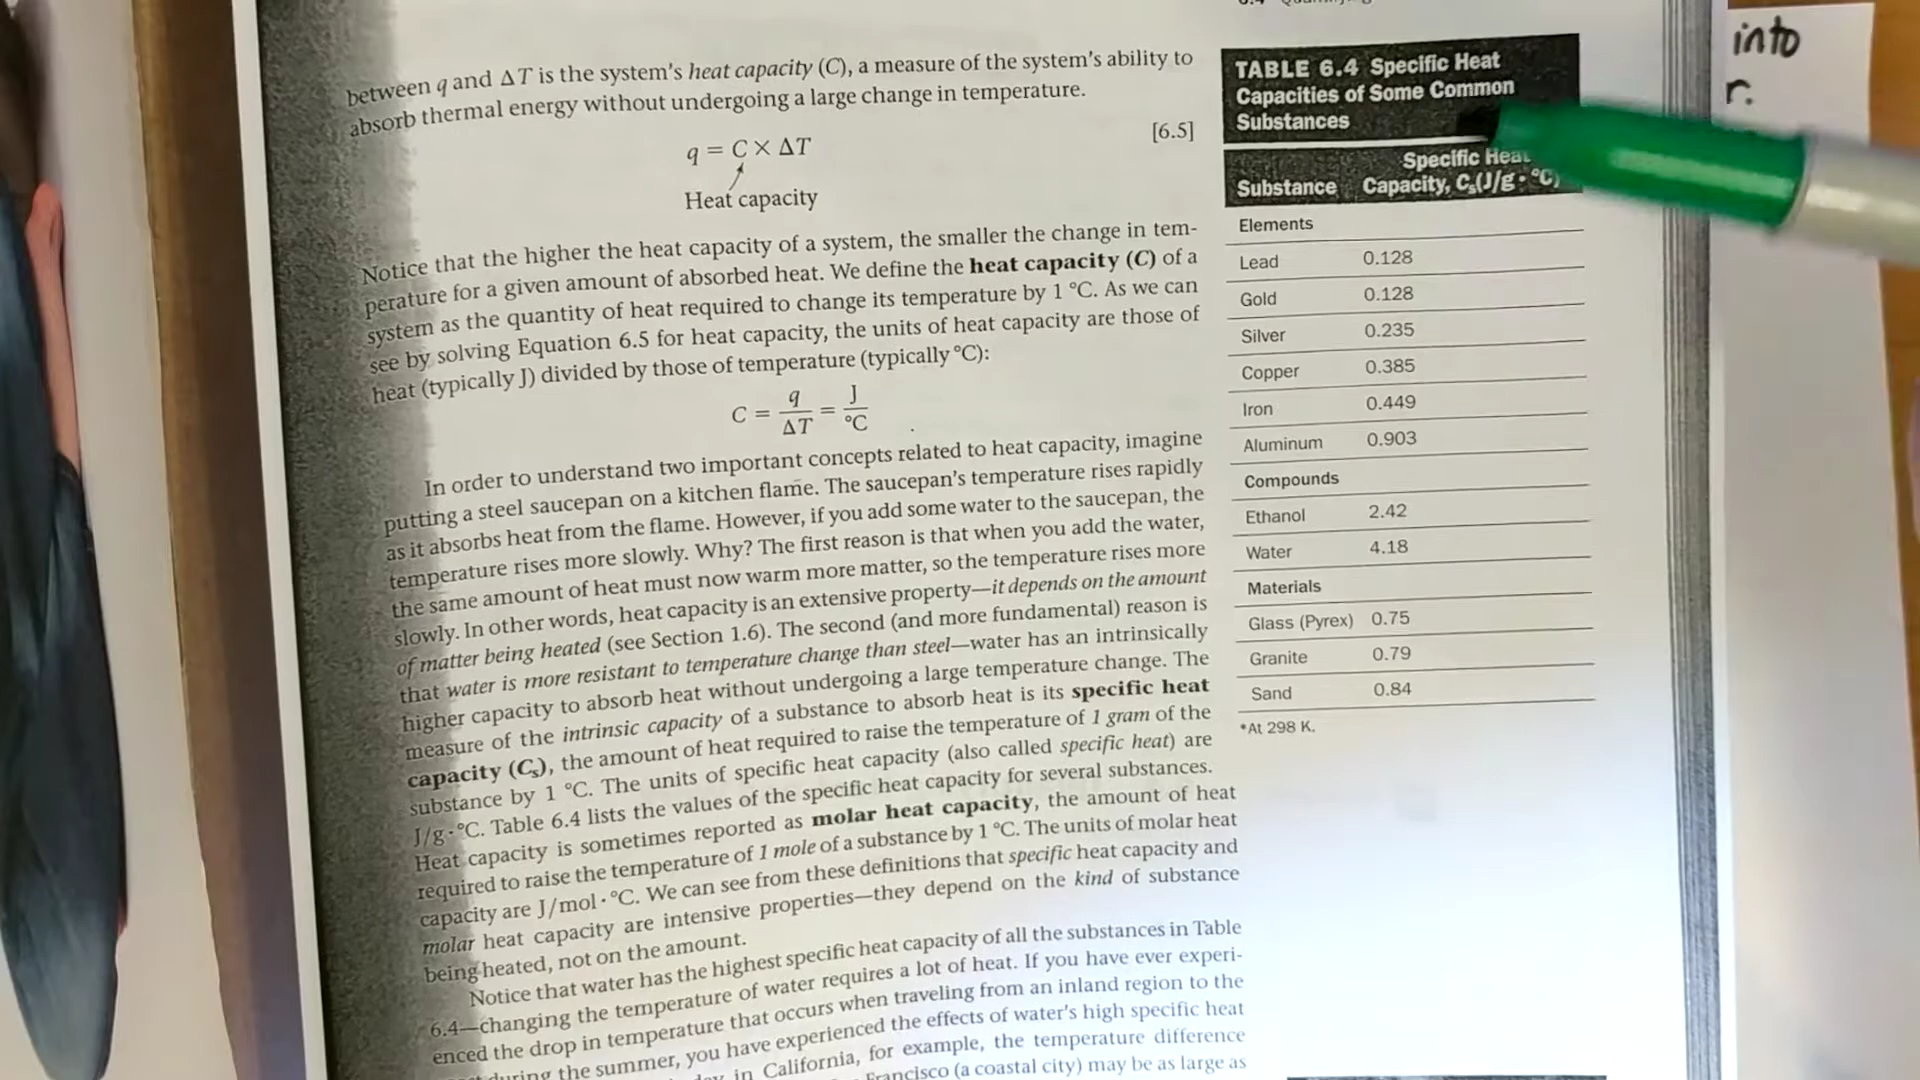 between q and ΔT is the system's heat capacity (C), a measure of the system's ability to
absorb thermal energy without undergoing a large change in temperature.
q = C × ΔT [6.5]
Heat capacity
Notice that the higher the heat capacity of a system, the smaller the change in tem-
perature for a given amount of absorbed heat. We define the heat capacity (C) of a
system as the quantity of heat required to change its temperature by 1 °C. As we can
see by solving Equation 6.5 for heat capacity, the units of heat capacity are those of
heat (typically J) divided by those of temperature (typically °C):
C = q/ΔT = J/°C
In order to understand two important concepts related to heat capacity, imagine
putting a steel saucepan on a kitchen flame. The saucepan's temperature rises rapidly
as it absorbs heat from the flame. However, if you add some water to the saucepan, the
temperature rises more slowly. Why? The first reason is that when you add the water,
the same amount of heat must now warm more matter, so the temperature rises more
slowly. In other words, heat capacity is an extensive property—it depends on the amount
of matter being heated (see Section 1.6). The second (and more fundamental) reason is
that water is more resistant to temperature change than steel—water has an intrinsically
higher capacity to absorb heat without undergoing a large temperature change. The
measure of the intrinsic capacity of a substance to absorb heat is its specific heat
capacity (Cs), the amount of heat required to raise the temperature of 1 gram of the
substance by 1 °C. The units of specific heat capacity (also called specific heat) are
J/g·°C. Table 6.4 lists the values of the specific heat capacity for several substances.
Heat capacity is sometimes reported as molar heat capacity, the amount of heat
required to raise the temperature of 1 mole of a substance by 1 °C. The units of molar heat
capacity are J/mol·°C. We can see from these definitions that specific heat capacity and
molar heat capacity are intensive properties—they depend on the kind of substance
being heated, not on the amount.
Notice that water has the highest specific heat capacity of all the substances in Table
6.4—changing the temperature of water requires a lot of heat. If you have ever experi-
enced the drop in temperature that occurs when traveling from an inland region to the
during the summer, you have experienced the effects of water's high specific heat
in California, for example, the temperature difference
Francisco (a coastal city) may be as large as
TABLE 6.4 Specific Heat
Capacities of Some Common
Substances
Specific Heat
Substance Capacity, Cs(J/g·°C)
Elements
Lead 0.128
Gold 0.128
Silver 0.235
Copper 0.385
Iron 0.449
Aluminum 0.903
Compounds
Ethanol 2.42
Water 4.18
Materials
Glass (Pyrex) 0.75
Granite 0.79
Sand 0.84
*At 298 K.
into
r.